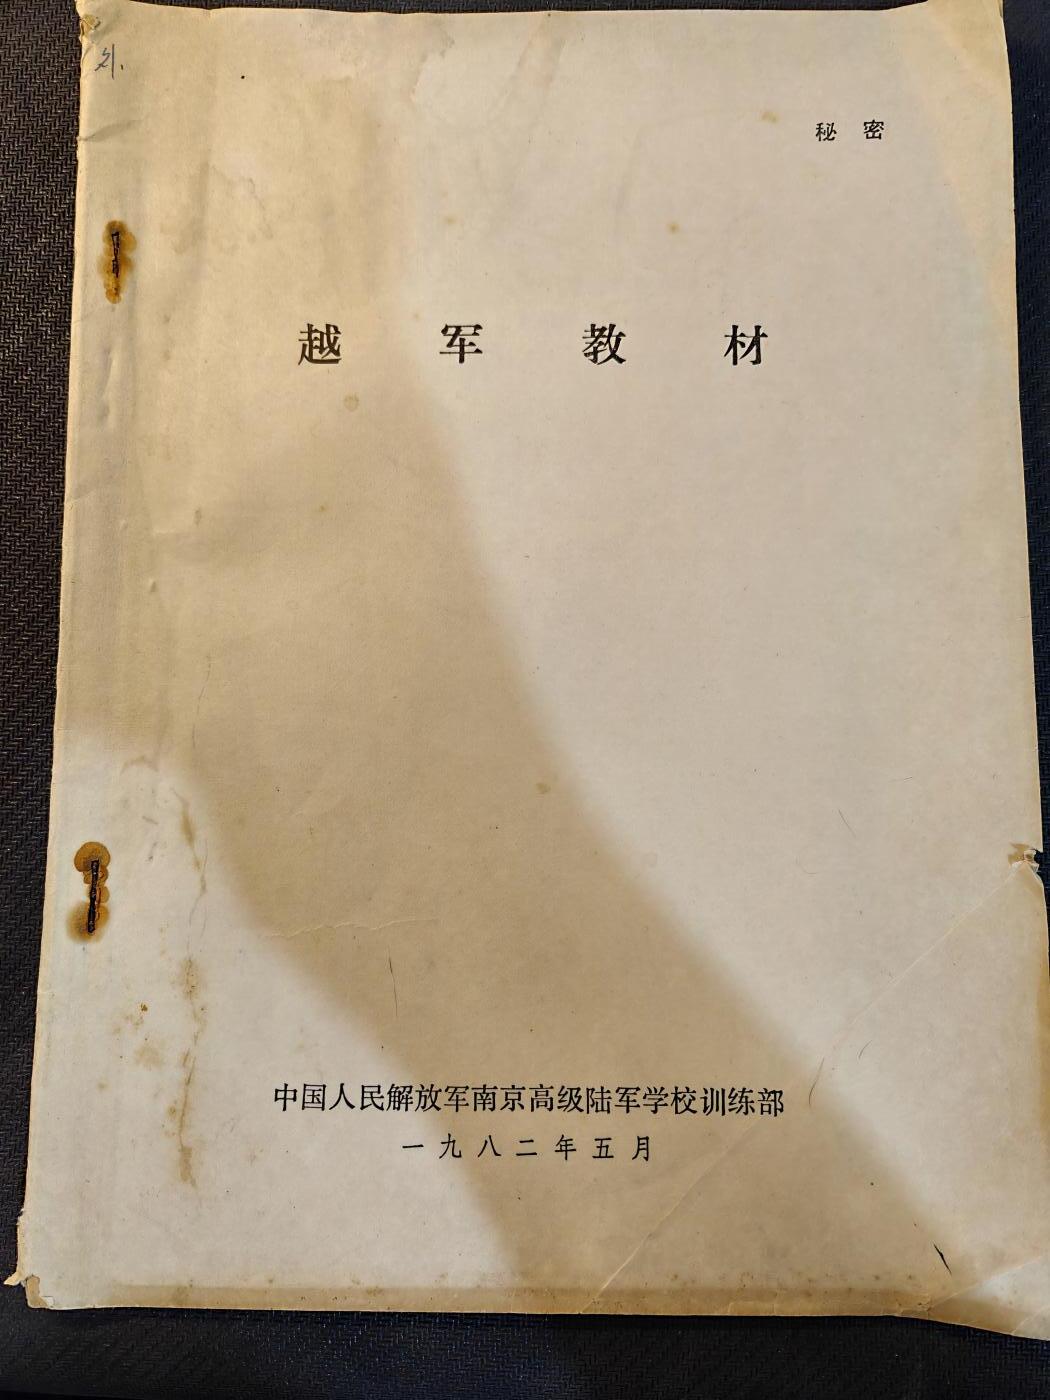 秘密
越军教材
中国人民解放军南京高级陆军学校训练部
一九八二年五月